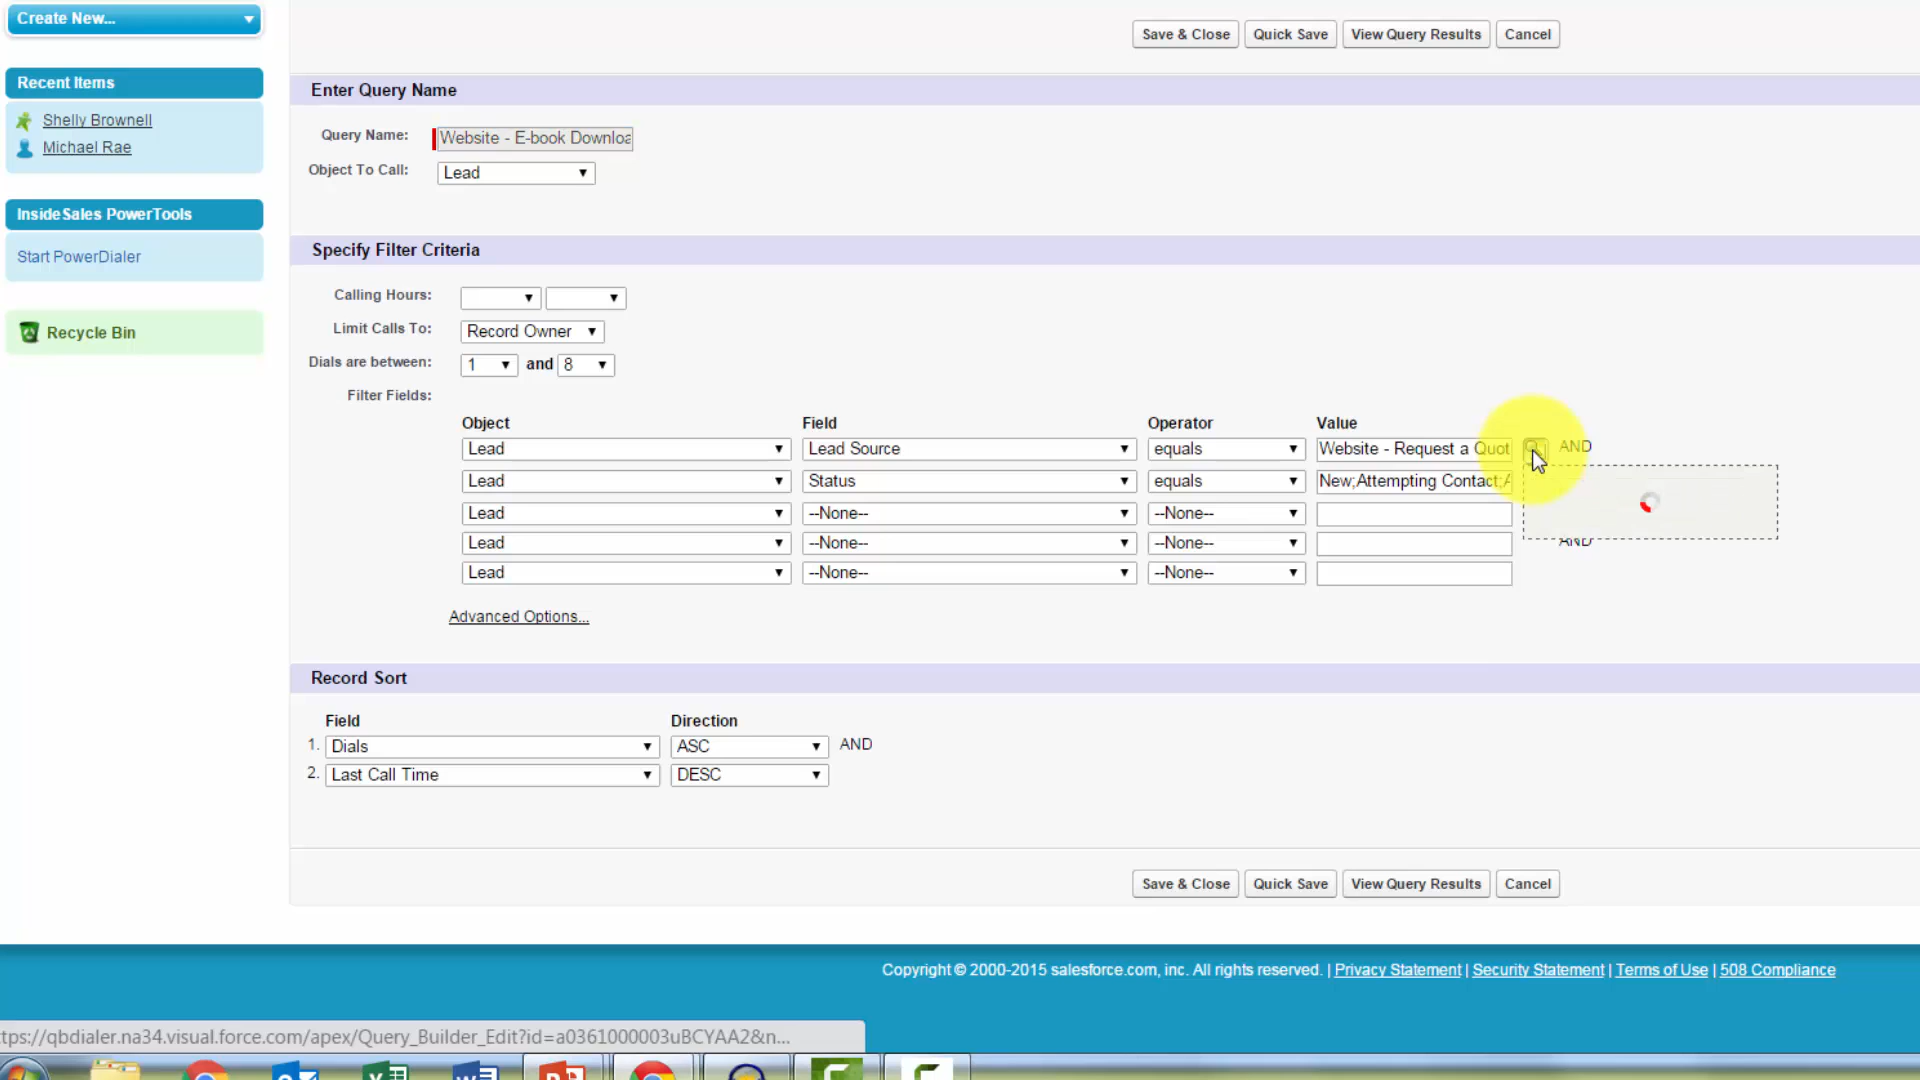 Create New...
Save & Close Quick Save View Query Results Cancel
Recent Items
Shelly Brownell
Michael Rae
InsideSales PowerTools
Start PowerDialer
Recycle Bin
Enter Query Name
Query Name: Website - E-book Downloa
Object To Call: Lead
Specify Filter Criteria
Calling Hours:
Limit Calls To: Record Owner
Dials are between: 1 and 8
Filter Fields:
Object Field Operator Value
Lead Lead Source equals Website - Request a Quot AND
Lead Status equals New;Attempting Contact;
Lead --None-- --None--
Lead --None-- --None-- AND
Lead --None-- --None--
Advanced Options...
Record Sort
Field Direction
1. Dials ASC AND
2. Last Call Time DESC
Save & Close Quick Save View Query Results Cancel
Copyright © 2000-2015 salesforce.com, inc. All rights reserved. | Privacy Statement | Security Statement | Terms of Use | 508 Compliance
ttps://qbdialer.na34.visual.force.com/apex/Query_Builder_Edit?id=a0361000003uBCYAA2&n...